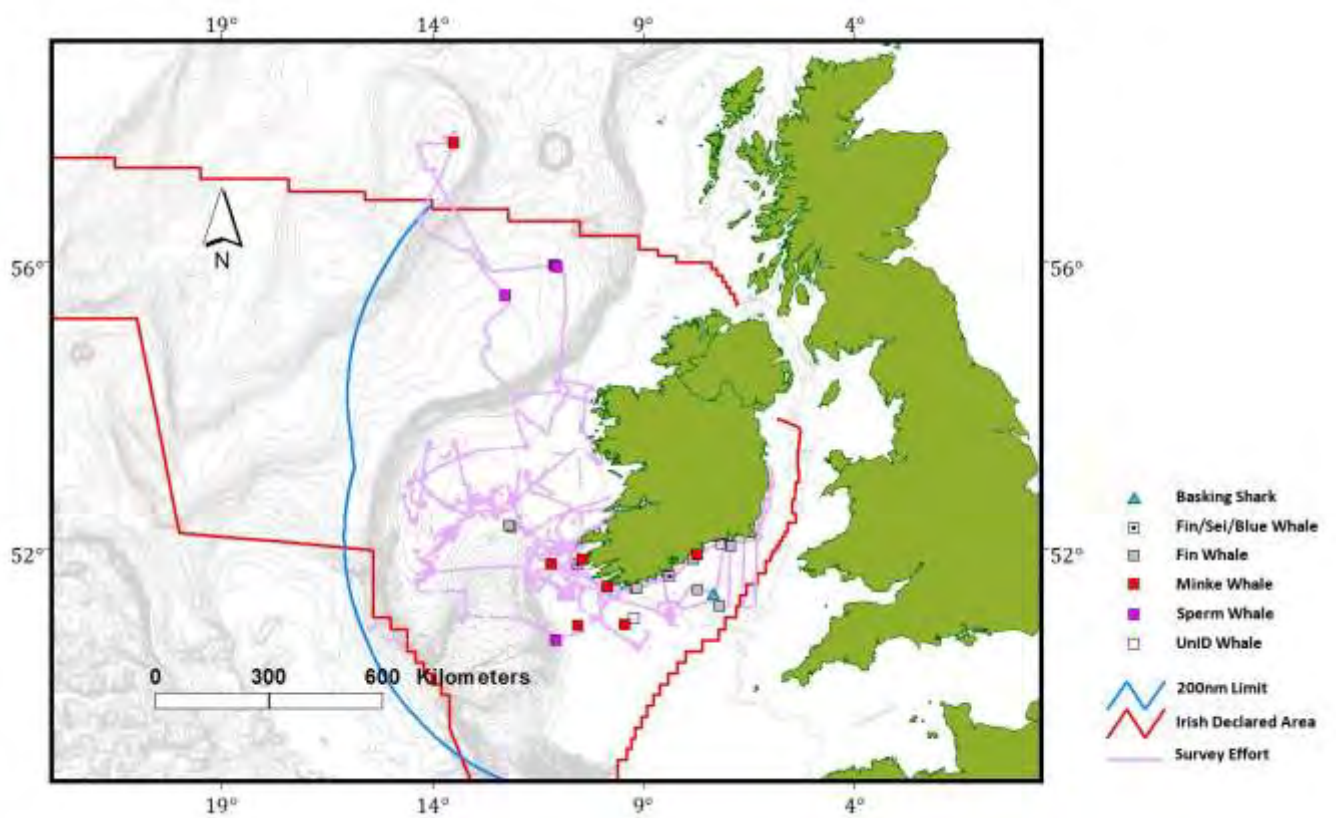 19° 14° 9° 4°
N
56° 56°
52° 52°
0 300 600 Kilometers
19° 14° 9° 4°
Basking Shark
Fin/Sei/Blue Whale
Fin Whale
Minke Whale
Sperm Whale
UniD Whale
200nm Limit
Irish Declared Area
Survey Effort